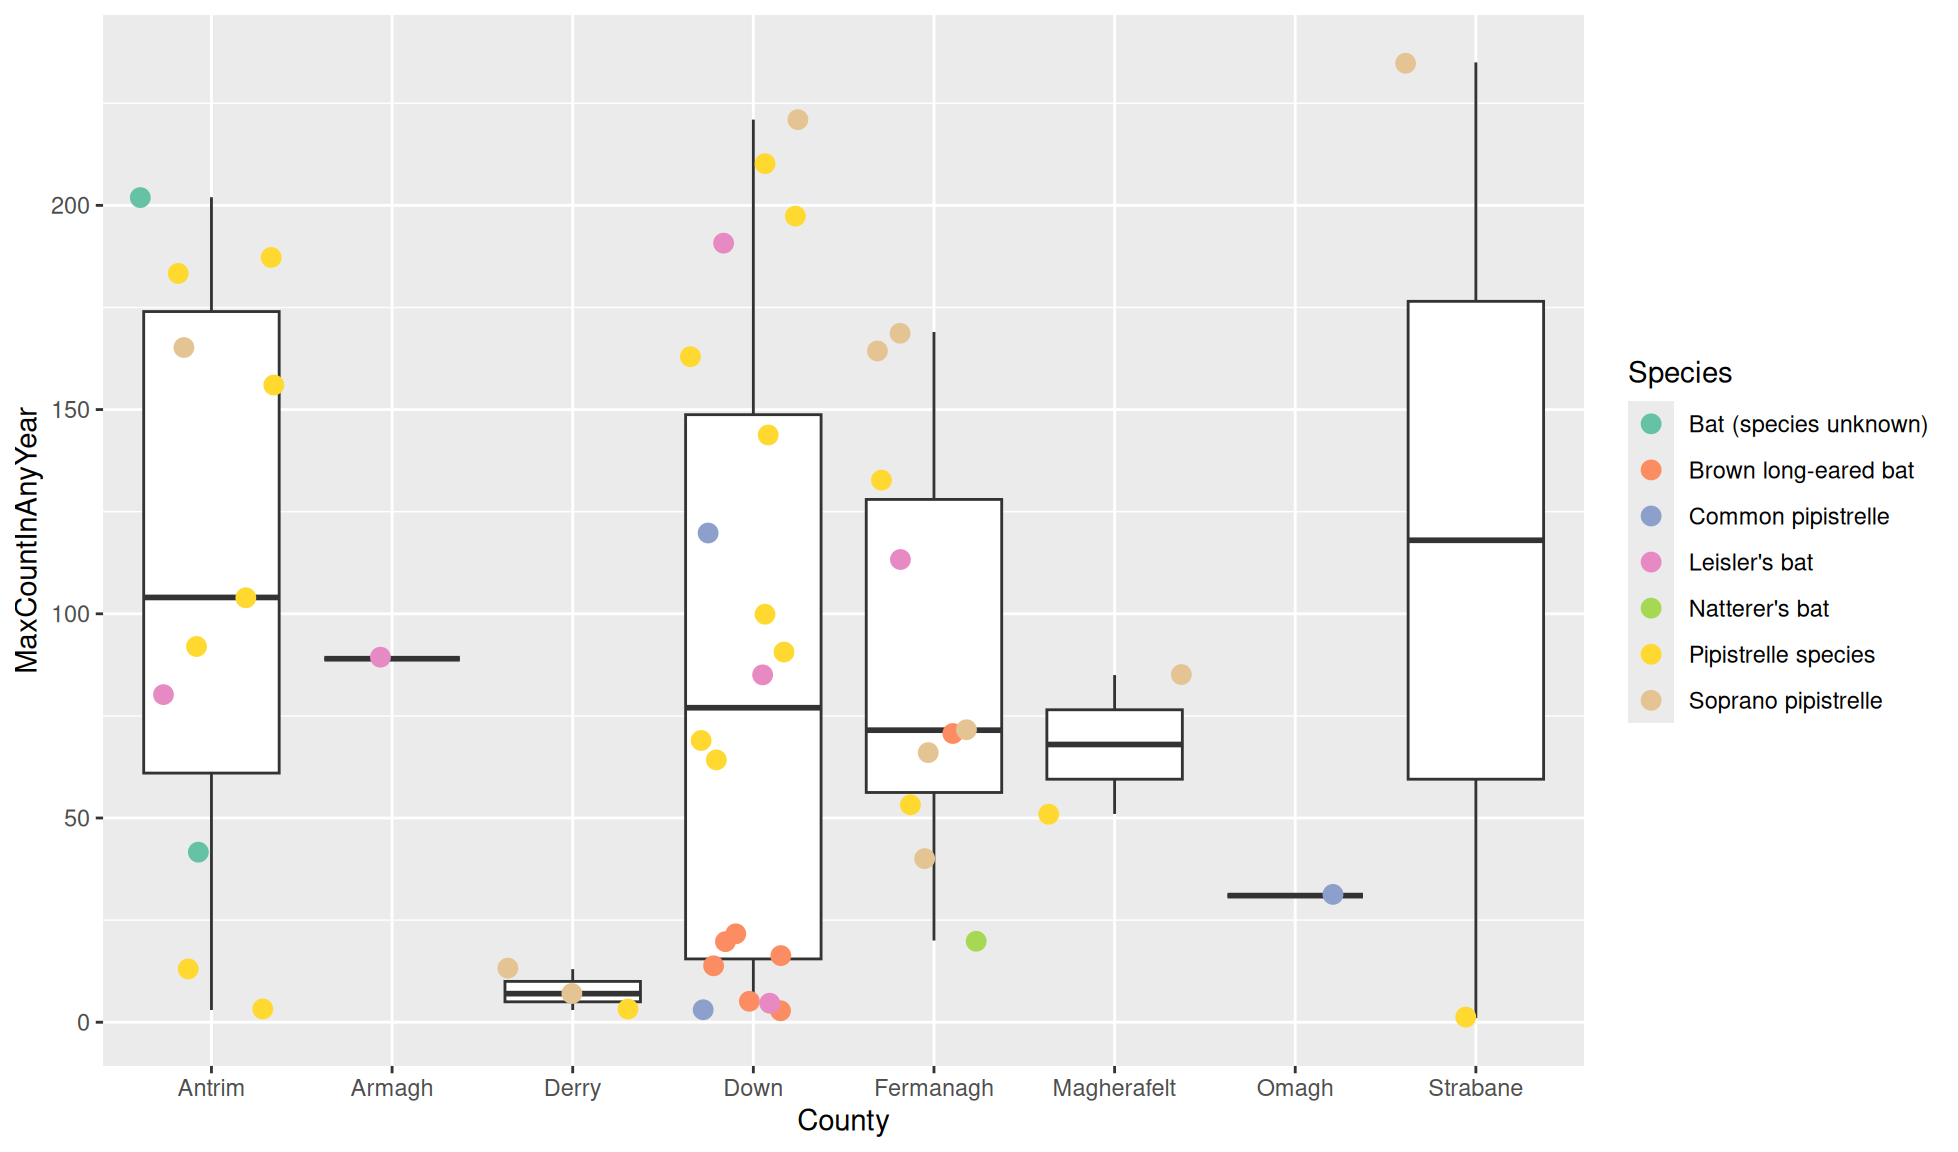 MaxCountInAnyYear
200
150
100
50
0
Antrim Armagh Derry Down Fermanagh Magherafelt Omagh Strabane
County
Species
Bat (species unknown)
Brown long-eared bat
Common pipistrelle
Leisler's bat
Natterer's bat
Pipistrelle species
Soprano pipistrelle